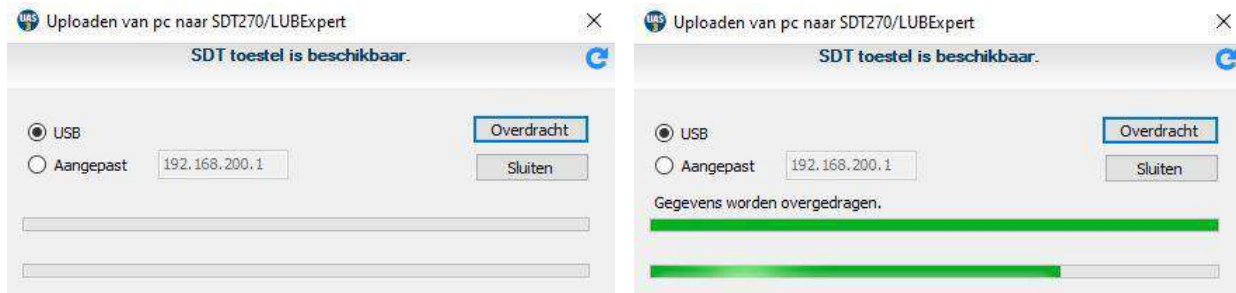 Uploaden van pc naar SDT270/LUBExpert
SDT toestel is beschikbaar.
USB
Overdracht
Aangepast
192.168.200.1
Sluiten
Uploaden van pc naar SDT270/LUBExpert
SDT toestel is beschikbaar.
USB
Overdracht
Aangepast
192.168.200.1
Sluiten
Gegevens worden overgedragen.